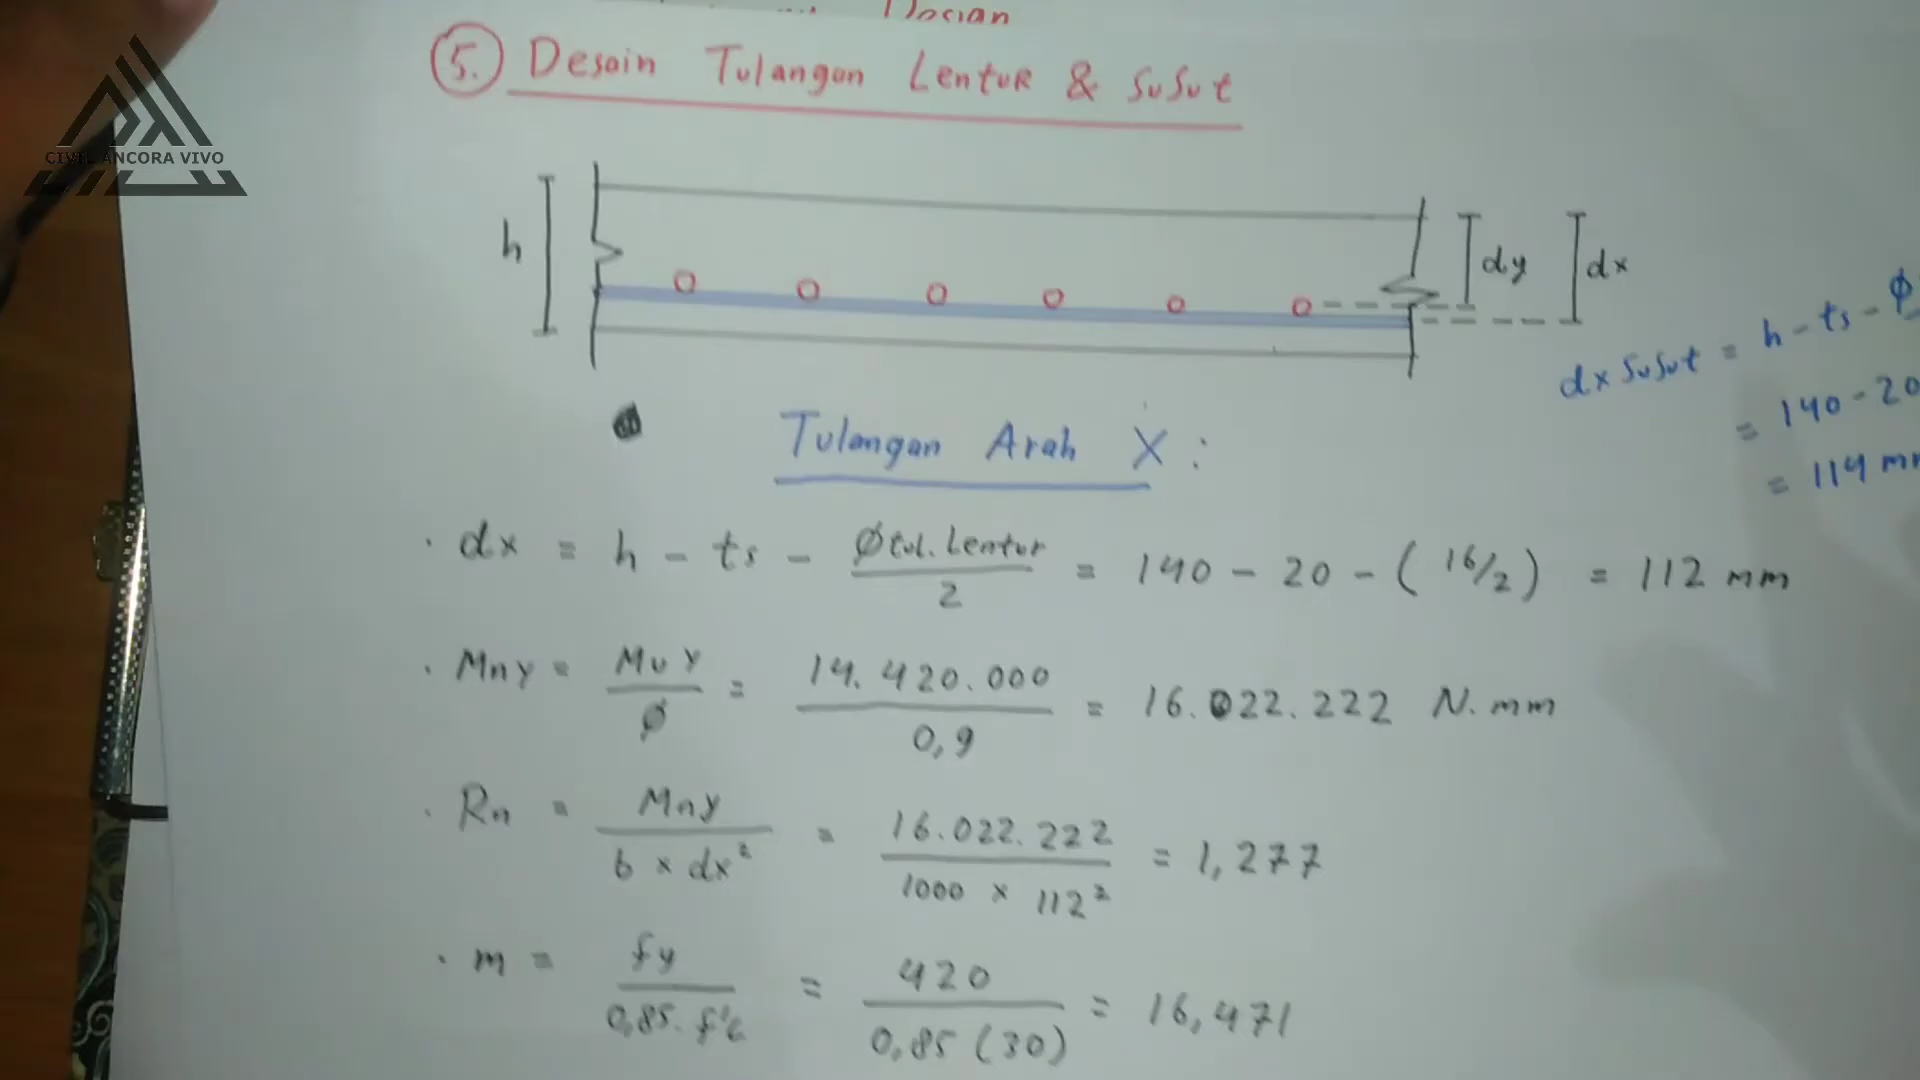 5. Desain Tulangan Lentur & Susut
CIVIL ANCORA VIVO
h
dy
dx
dx susut = h - ts - ϕ
= 140 - 20
= 114 m
Tulangan Arah X :
· dx = h - ts - Øtul. Lentur / 2 = 140 - 20 - ( 16/2 ) = 112 mm
· Mny = Muy / Ø = 14.420.000 / 0,9 = 16.022.222 N.mm
· Rn = Mny / b x dx² = 16.022.222 / 1000 x 112² = 1,277
· m = fy / 0,85. f'c = 420 / 0,85 (30) = 16,471